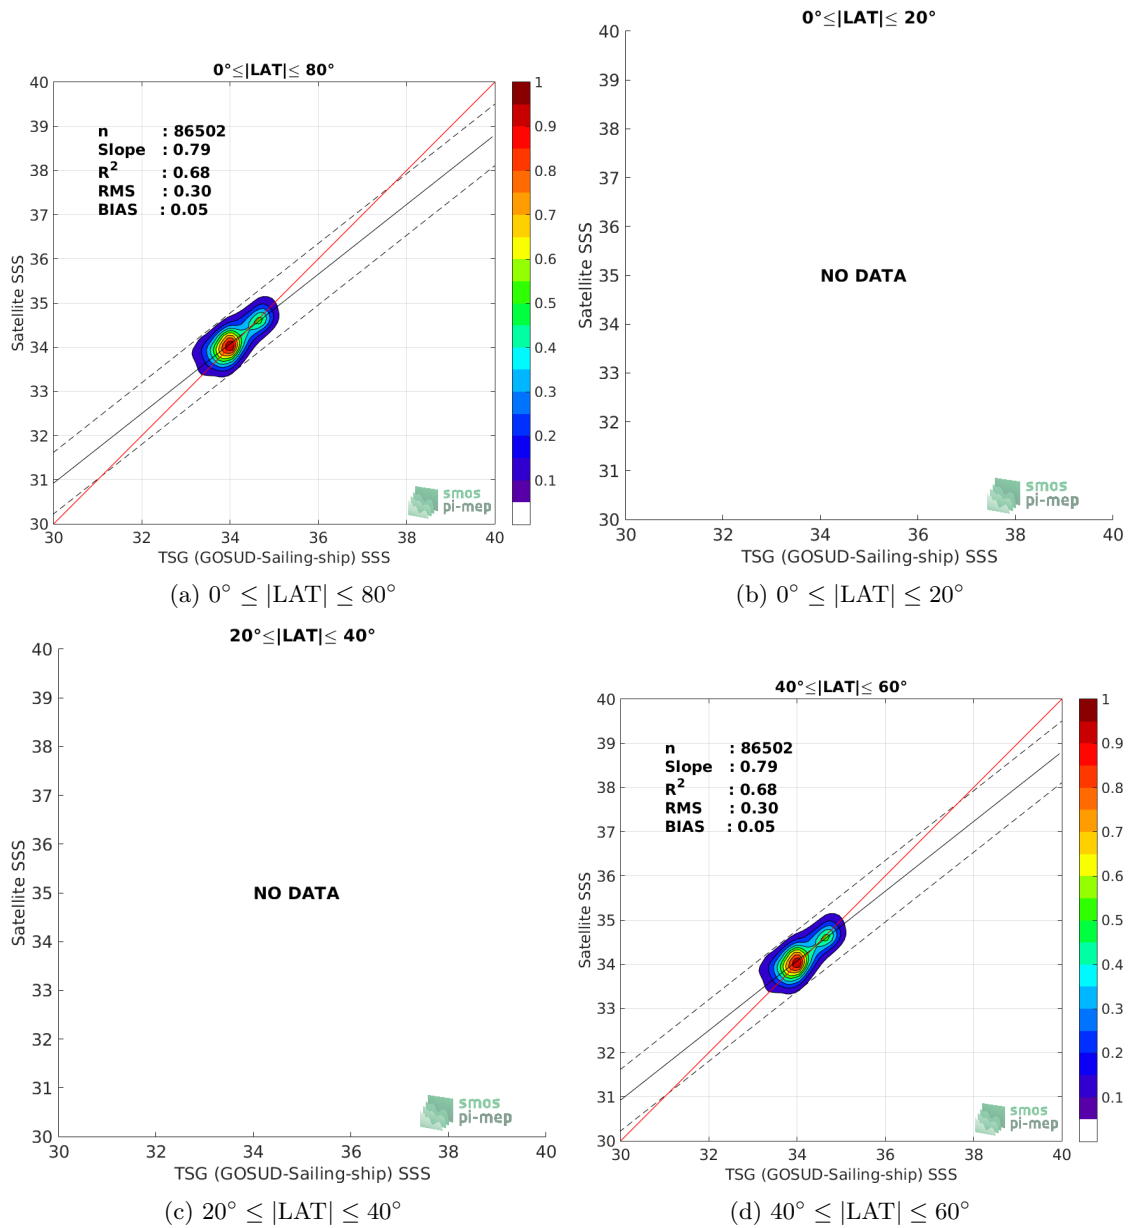 0°≤|LAT|≤ 80°
40
39
38
37
36
35
34
33
32
31
30
Satellite SSS
n : 86502
Slope : 0.79
R² : 0.68
RMS : 0.30
BIAS : 0.05
smos
pi-mep
30 32 34 36 38 40
TSG (GOSUD-Sailing-ship) SSS
1
0.9
0.8
0.7
0.6
0.5
0.4
0.3
0.2
0.1
(a) 0° ≤ |LAT| ≤ 80°
0°≤|LAT|≤ 20°
40
39
38
37
36
35
34
33
32
31
30
Satellite SSS
NO DATA
smos
pi-mep
30 32 34 36 38 40
TSG (GOSUD-Sailing-ship) SSS
(b) 0° ≤ |LAT| ≤ 20°
20°≤|LAT|≤ 40°
40
39
38
37
36
35
34
33
32
31
30
Satellite SSS
NO DATA
smos
pi-mep
30 32 34 36 38 40
TSG (GOSUD-Sailing-ship) SSS
(c) 20° ≤ |LAT| ≤ 40°
40°≤|LAT|≤ 60°
40
39
38
37
36
35
34
33
32
31
30
Satellite SSS
n : 86502
Slope : 0.79
R² : 0.68
RMS : 0.30
BIAS : 0.05
smos
pi-mep
30 32 34 36 38 40
TSG (GOSUD-Sailing-ship) SSS
1
0.9
0.8
0.7
0.6
0.5
0.4
0.3
0.2
0.1
(d) 40° ≤ |LAT| ≤ 60°